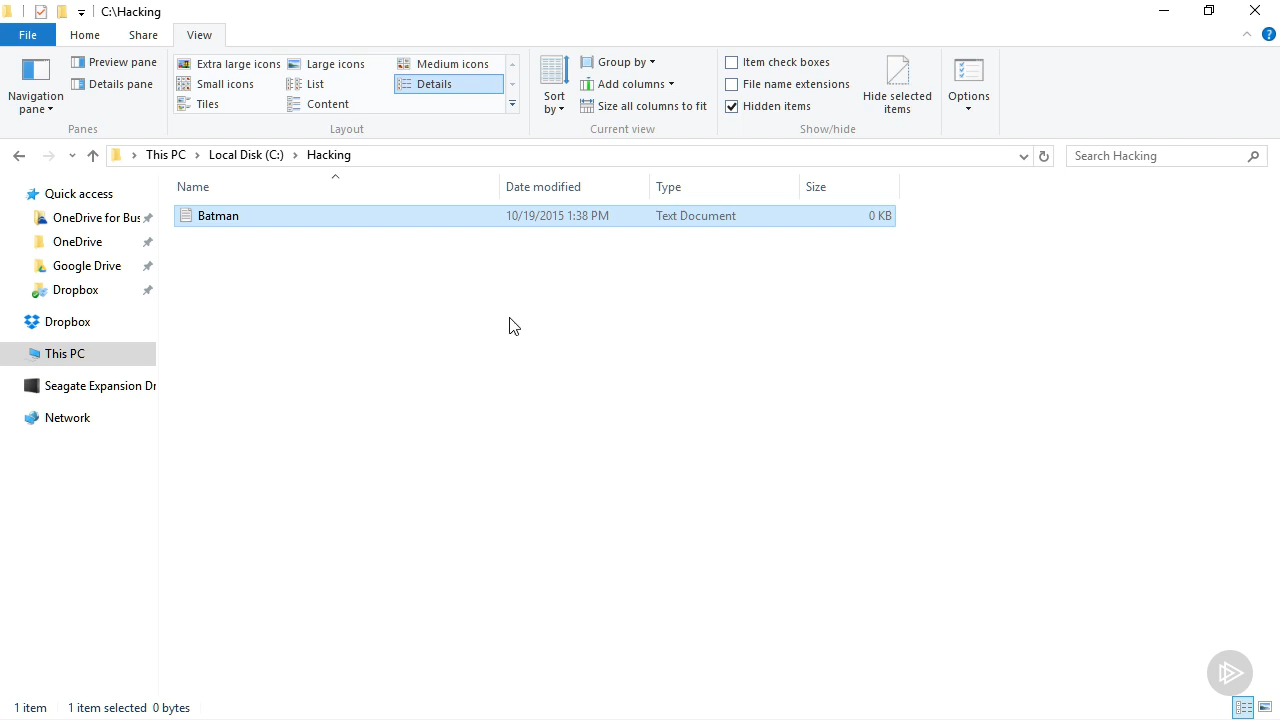 C:\Hacking
File Home Share View
Navigation pane
Preview pane
Details pane
Panes
Extra large icons Large icons Medium icons
Small icons List Details
Tiles Content
Layout
Sort by
Group by
Add columns
Size all columns to fit
Current view
Item check boxes
File name extensions
Hidden items
Hide selected items
Show/hide
Options
This PC Local Disk (C:) Hacking
Search Hacking
Name Date modified Type Size
Batman 10/19/2015 1:38 PM Text Document 0 KB
Quick access
OneDrive for Bus
OneDrive
Google Drive
Dropbox
Dropbox
This PC
Seagate Expansion Dr
Network
1 item 1 item selected 0 bytes